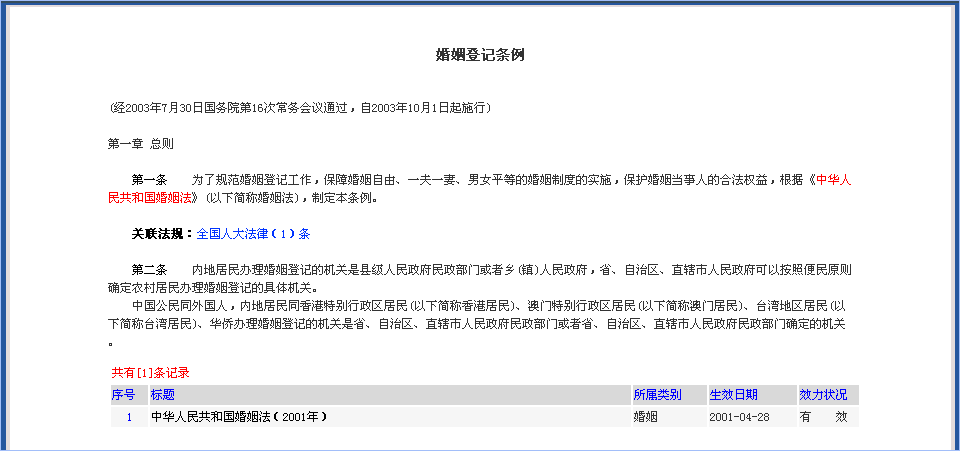 婚姻登记条例
(经2003年7月30日国务院第16次常务会议通过，自2003年10月1日起施行)
第一章 总则
第一条 为了规范婚姻登记工作，保障婚姻自由、一夫一妻、男女平等的婚姻制度的实施，保护婚姻当事人的合法权益，根据《中华人
民共和国婚姻法》(以下简称婚姻法)，制定本条例。
关联法规：全国人大法律(1)条
第二条 内地居民办理婚姻登记的机关是县级人民政府民政部门或者乡(镇)人民政府，省、自治区、直辖市人民政府可以按照便民原则
确定农村居民办理婚姻登记的具体机关。
中国公民同外国人，内地居民同香港特别行政区居民(以下简称香港居民)、澳门特别行政区居民(以下简称澳门居民)、台湾地区居民(以
下简称台湾居民)、华侨办理婚姻登记的机关是省、自治区、直辖市人民政府民政部门或者省、自治区、直辖市人民政府民政部门确定的机关
。
共有[1]条记录
序号 标题 所属类别 生效日期 效力状况
1 中华人民共和国婚姻法(2001年) 婚姻 2001-04-28 有 效